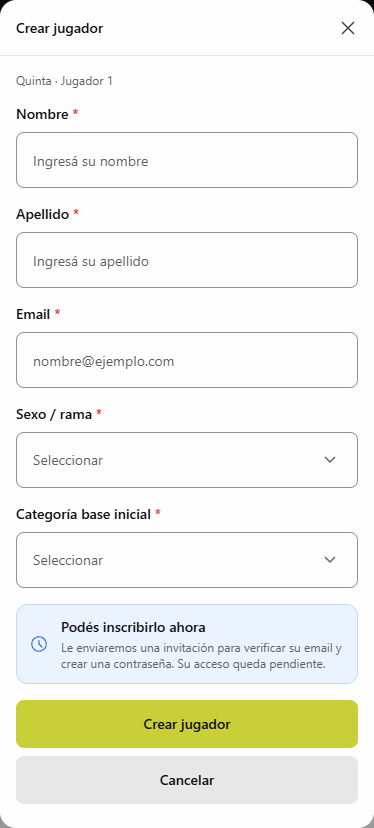 Crear jugador
Quinta · Jugador 1
Nombre *
Ingresá su nombre
Apellido *
Ingresá su apellido
Email *
nombre@ejemplo.com
Sexo / rama *
Seleccionar
Categoría base inicial *
Seleccionar
Podés inscribirlo ahora
Le enviaremos una invitación para verificar su email y
crear una contraseña. Su acceso queda pendiente.
Crear jugador
Cancelar